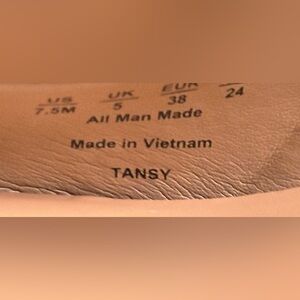 US UK EUR
7.5M 5 38 24
All Man Made
Made in Vietnam
TANSY